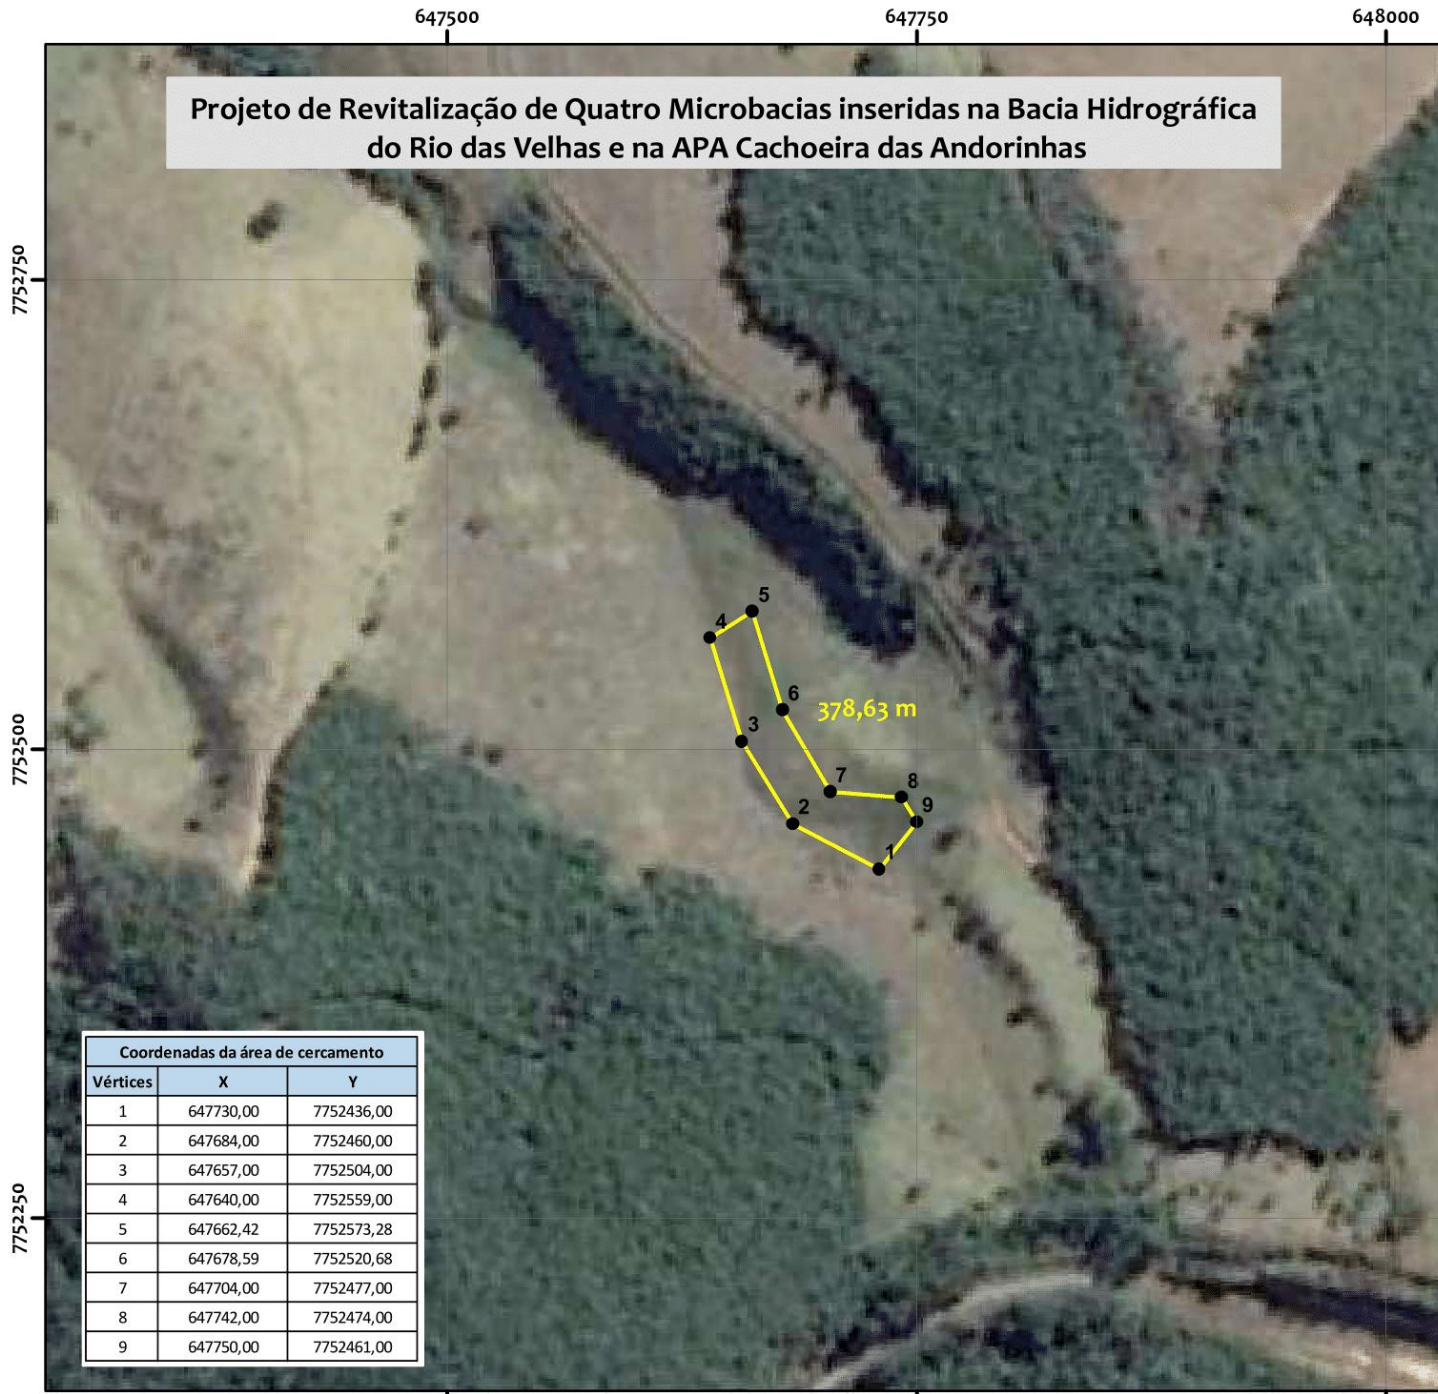 647500 647750 648000
Projeto de Revitalização de Quatro Microbacias inseridas na Bacia Hidrográfica
do Rio das Velhas e na APA Cachoeira das Andorinhas
7752750
5
4
6
378,63 m
3
7752500
7
8
2
9
1
Coordenadas da área de cercamento
Vértices X Y
1 647730,00 7752436,00
2 647684,00 7752460,00
3 647657,00 7752504,00
4 647640,00 7752559,00
5 647662,42 7752573,28
6 647678,59 7752520,68
7 647704,00 7752477,00
8 647742,00 7752474,00
9 647750,00 7752461,00
7752250